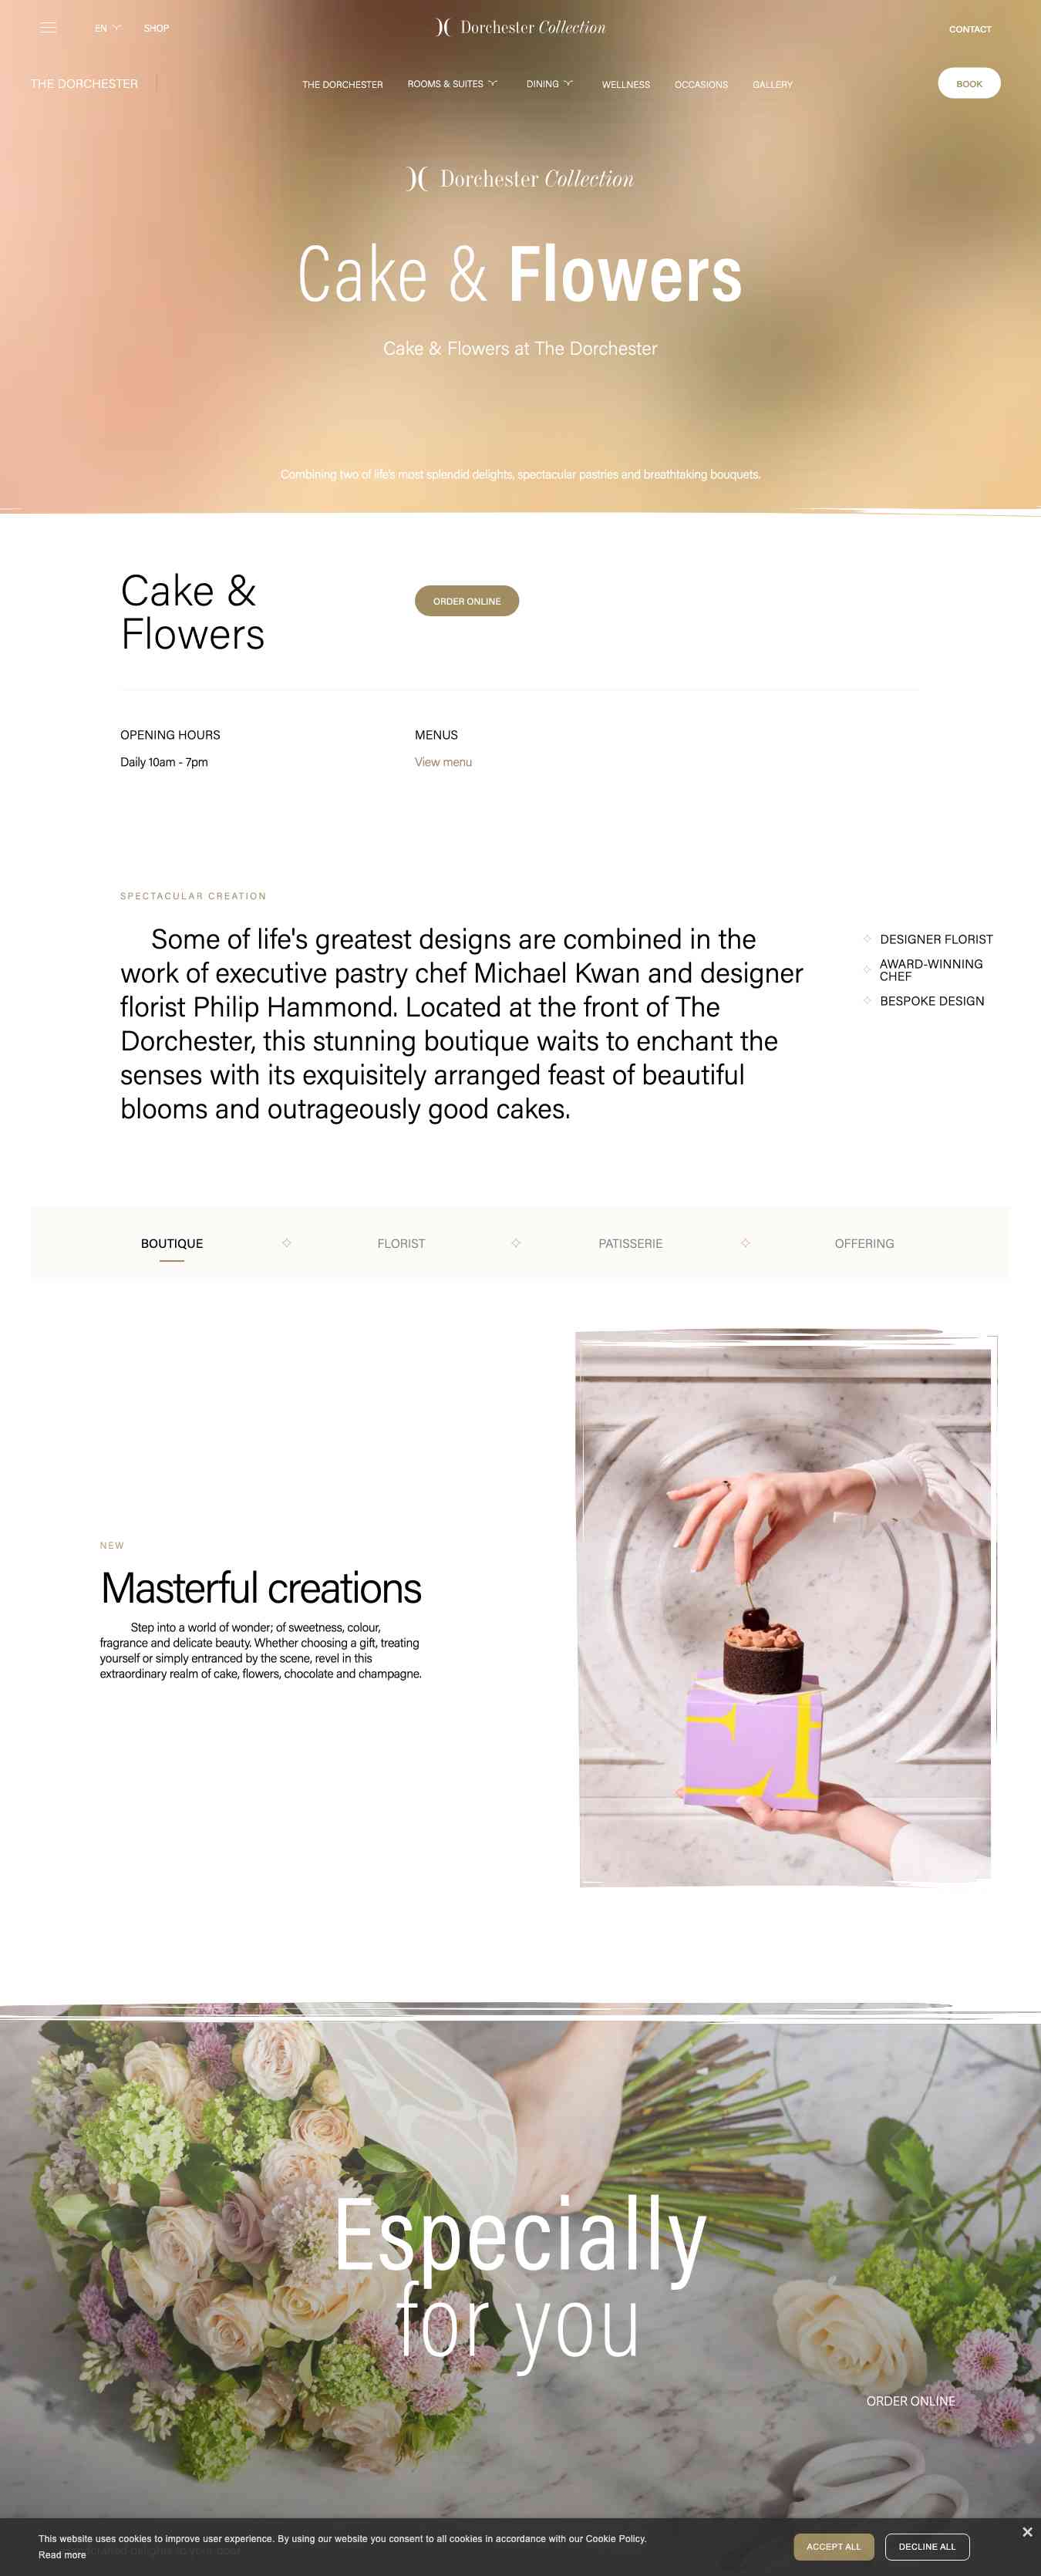 EN SHOP Dorchester Collection CONTACT
THE DORCHESTER THE DORCHESTER ROOMS & SUITES DINING WELLNESS OCCASIONS GALLERY BOOK
Dorchester Collection
Cake & Flowers
Cake & Flowers at The Dorchester
Combining two of life's most splendid delights, spectacular pastries and breathtaking bouquets.
Cake &
Flowers
ORDER ONLINE
OPENING HOURS
Daily 10am - 7pm
MENUS
View menu
SPECTACULAR CREATION
Some of life's greatest designs are combined in the
work of executive pastry chef Michael Kwan and designer
florist Philip Hammond. Located at the front of The
Dorchester, this stunning boutique waits to enchant the
senses with its exquisitely arranged feast of beautiful
blooms and outrageously good cakes.
DESIGNER FLORIST
AWARD-WINNING
CHEF
BESPOKE DESIGN
BOUTIQUE FLORIST PATISSERIE OFFERING
NEW
Masterful creations
Step into a world of wonder; of sweetness, colour,
fragrance and delicate beauty. Whether choosing a gift, treating
yourself or simply entranced by the scene, revel in this
extraordinary realm of cake, flowers, chocolate and champagne.
Especially
for you
ORDER ONLINE
This website uses cookies to improve user experience. By using our website you consent to all cookies in accordance with our Cookie Policy.
Read more
ACCEPT ALL DECLINE ALL